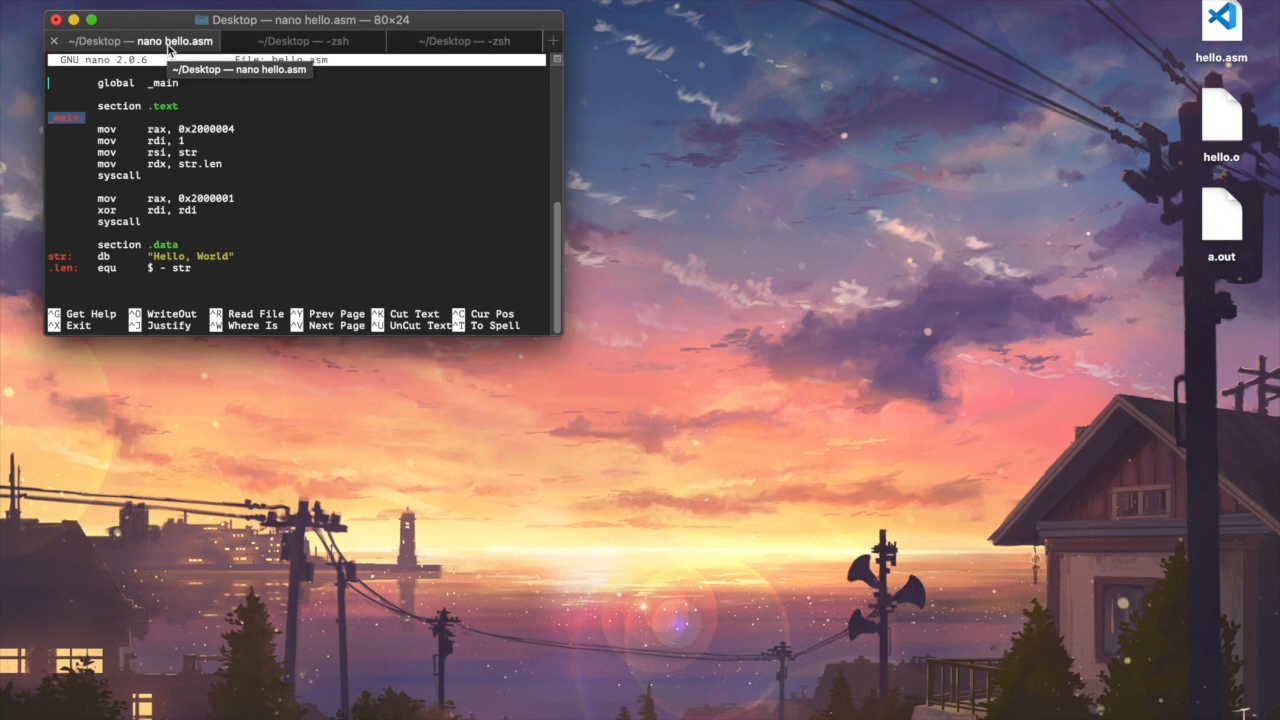 Desktop — nano hello.asm — 80×24
~/Desktop — nano hello.asm
~/Desktop — -zsh
~/Desktop — -zsh
GNU nano 2.0.6 File: hello.asm
~/Desktop — nano hello.asm
global _main
section .text
_main:
mov rax, 0x2000004
mov rdi, 1
mov rsi, str
mov rdx, str.len
syscall
mov rax, 0x2000001
xor rdi, rdi
syscall
section .data
str: db "Hello, World"
.len: equ $ - str
^G Get Help ^O WriteOut ^R Read File ^Y Prev Page ^K Cut Text ^C Cur Pos
^X Exit ^J Justify ^W Where Is ^V Next Page ^U UnCut Text^T To Spell
hello.asm
hello.o
a.out